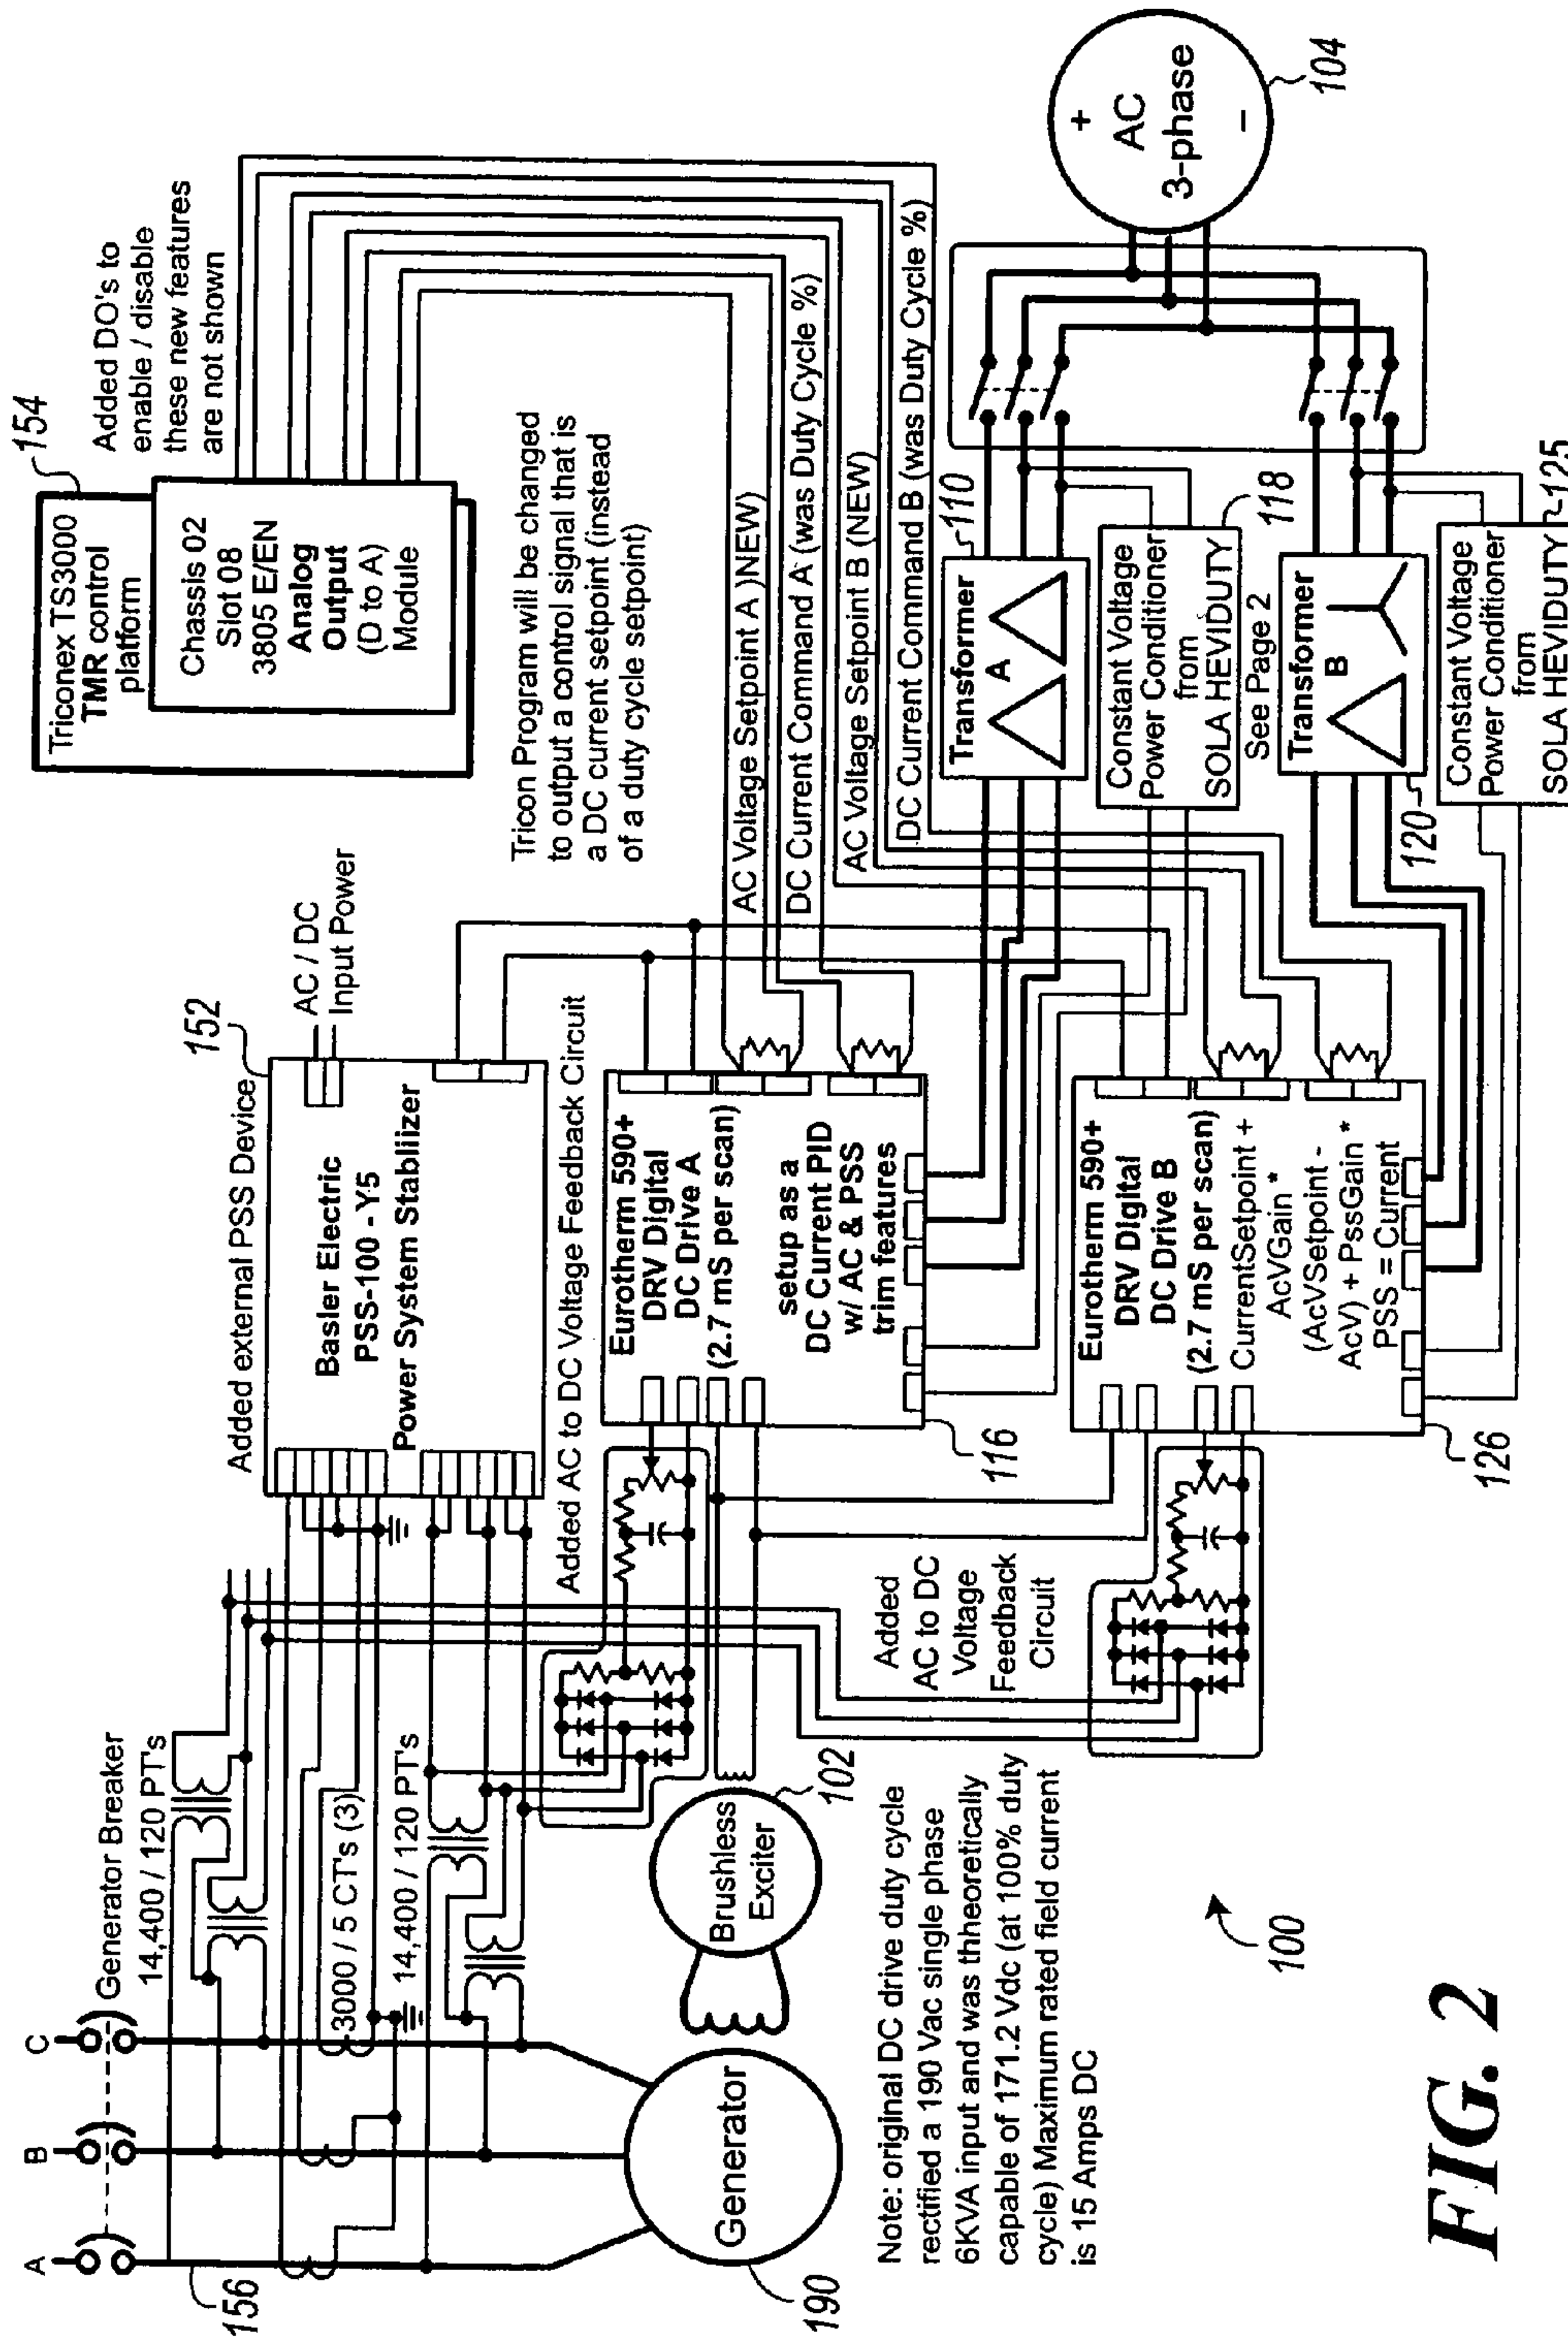 A
B
C
Generator Breaker
14,400 / 120 PT's
3000 / 5 CT's (3)
14,400 / 120 PT's
156
Generator
190
Brushless
Exciter
102
Note: original DC drive duty cycle
rectified a 190 Vac single phase
6KVA input and was thheoretically
capable of 171.2 Vdc (at 100% duty
cycle) Maximum rated field current
is 15 Amps DC
100
FIG. 2
Added external PSS Device
152
Basler Electric
PSS-100 - Y5
Power System Stabilizer
AC / DC
Input Power
Added AC to DC Voltage Feedback Circuit
Eurotherm 590+
DRV Digital
DC Drive A
(2.7 mS per scan)
setup as a
DC Current PID
w/ AC & PSS
trim features
116
Added
AC to DC
Voltage
Feedback
Circuit
Eurotherm 590+
DRV Digital
DC Drive B
(2.7 mS per scan)
CurrentSetpoint +
AcVGain *
(AcVSetpoint -
AcV) + PssGain *
PSS = Current
126
Triconex TS3000
TMR control
platform
154
Chassis 02
Slot 08
3805 E/EN
Analog
Output
(D to A)
Module
Added DO's to
enable / disable
these new features
are not shown
Tricon Program will be changed
to output a control signal that is
a DC current setpoint (instead
of a duty cycle setpoint)
AC Voltage Setpoint A )NEW)
DC Current Command A (was Duty Cycle %)
AC Voltage Setpoint B (NEW)
DC Current Command B (was Duty Cycle %)
Transformer
A
110
Constant Voltage
Power Conditioner
from
SOLA HEVIDUTY
118
See Page 2
Transformer
B
120
Constant Voltage
Power Conditioner
from
SOLA HEVIDUTY
125
+
AC
3-phase
−
104